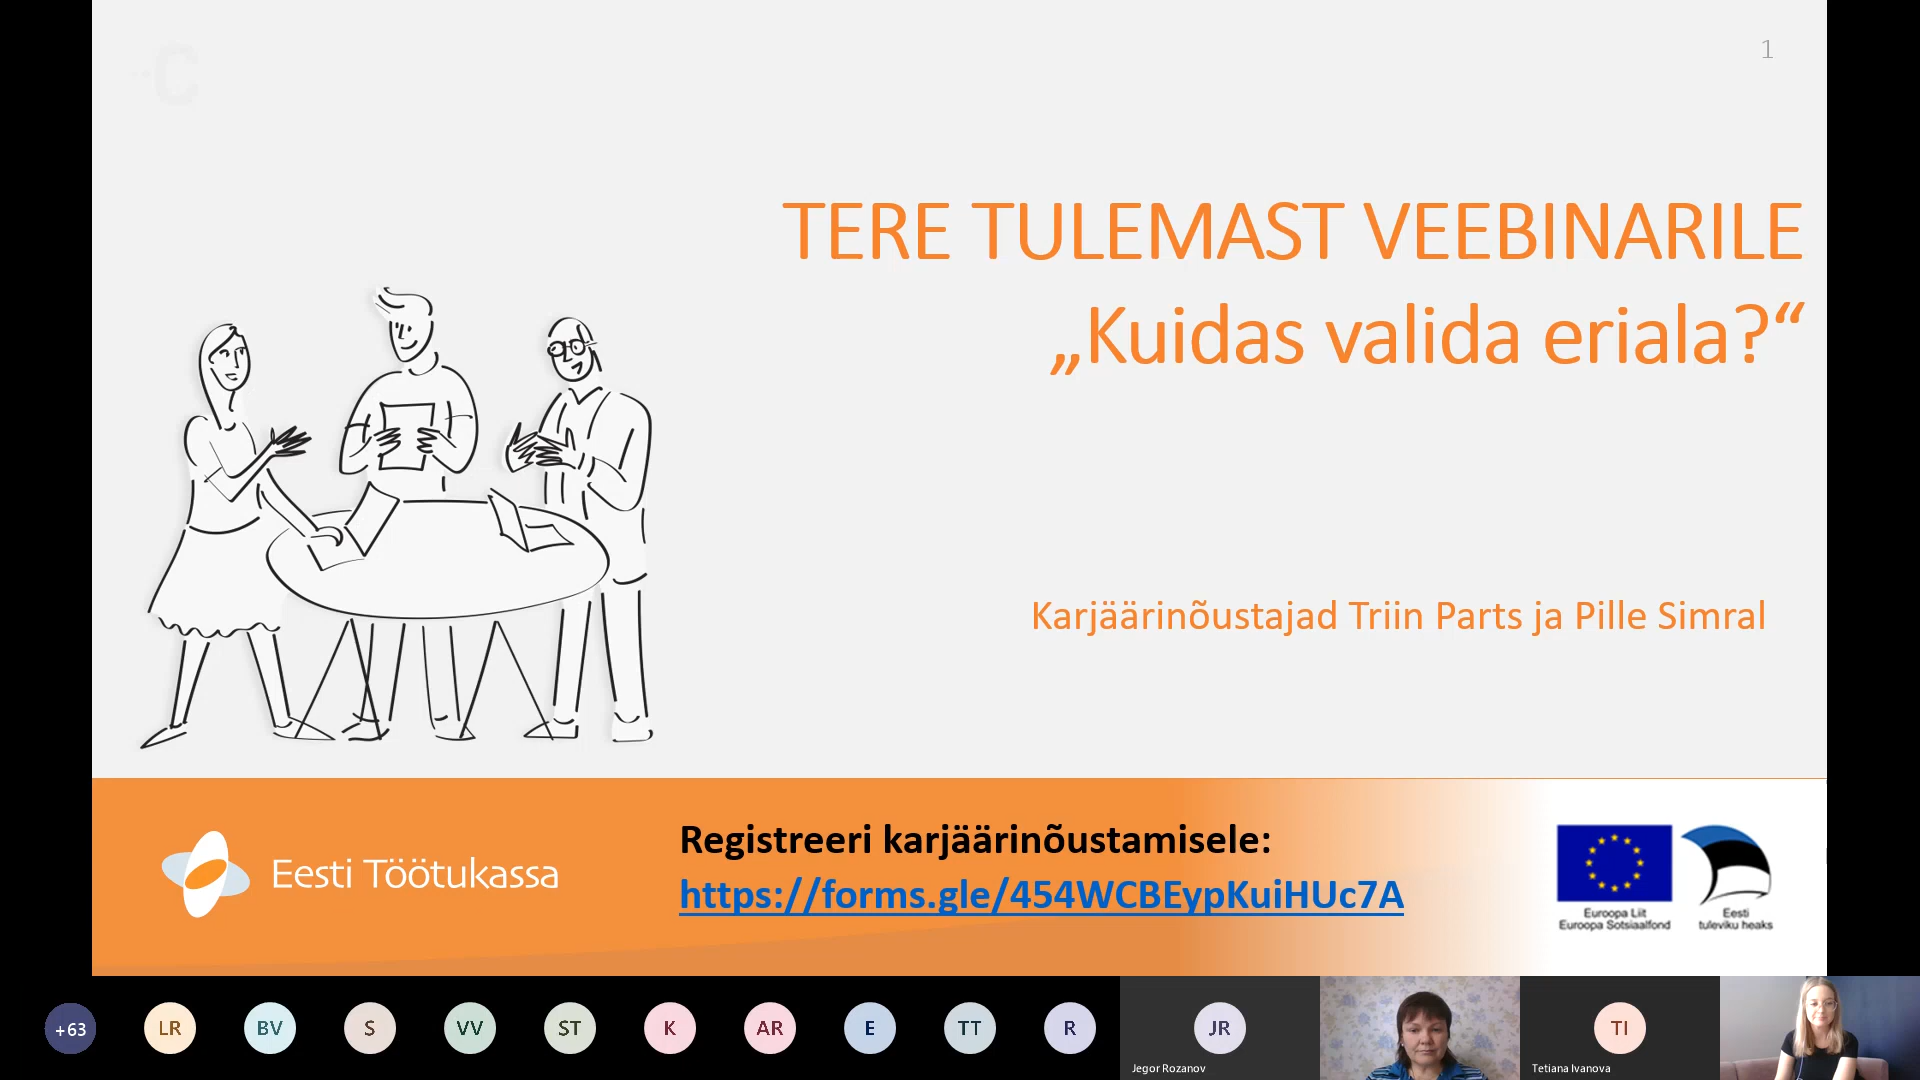 1
TERE TULEMAST VEEBINARILE
„Kuidas valida eriala?“
Karjäärinõustajad Triin Parts ja Pille Simral
Eesti Töötukassa
Registreeri karjäärinõustamisele:
https://forms.gle/454WCBEypKuiHUc7A
Euroopa Liit
Euroopa Sotsiaalfond
Eesti
tuleviku heaks
+63
LR
BV
S
VV
ST
K
AR
E
TT
R
JR
Jegor Rozanov
TI
Tetiana Ivanova